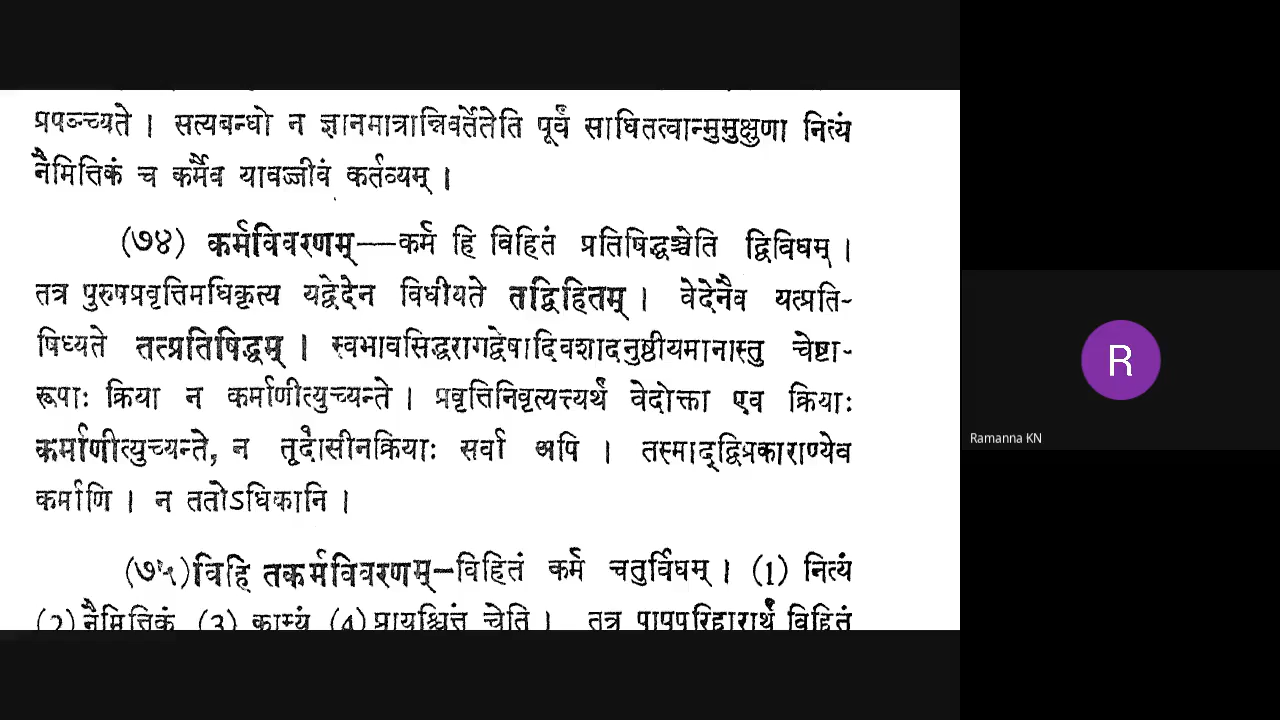 प्रपञ्च्यते । सत्यबन्धो न ज्ञानमात्रान्निवर्तेतेति पूर्वं साधितत्वान्मुमुक्षुणा नित्यं
नैमित्तिकं च कर्मैव यावज्जीवं कर्तव्यम् ।
(७४) कर्मविवरणम्—कर्म हि विहितं प्रतिषिद्धञ्चेति द्विविधम् ।
तत्र पुरुषप्रवृत्तिमधिकृत्य यद्वेदेन विधीयते तद्विहितम् । वेदेनैव यत्प्रति-
षिध्यते तत्प्रतिषिद्धम् । स्वभावसिद्धरागद्वेषादिवशादनुष्ठीयमानास्तु चेष्टा-
रूपाः क्रिया न कर्माणीत्युच्यन्ते । प्रवृत्तिनिवृत्यर्थं वेदोक्ता एव क्रियाः
कर्माणीत्युच्यन्ते, न तूदासीनक्रियाः सर्वा अपि । तस्माद्द्विप्रकाराण्येव
कर्माणि । न ततोऽधिकानि ।
(७५)विहि तकर्मविवरणम्–विहितं कर्म चतुर्विधम् । (1) नित्यं
(2) नैमित्तिकं (3) काम्यं (4) प्रायश्चित्तं चेति । तत्र पापपरिहारार्थं विहितं
R
Ramanna KN